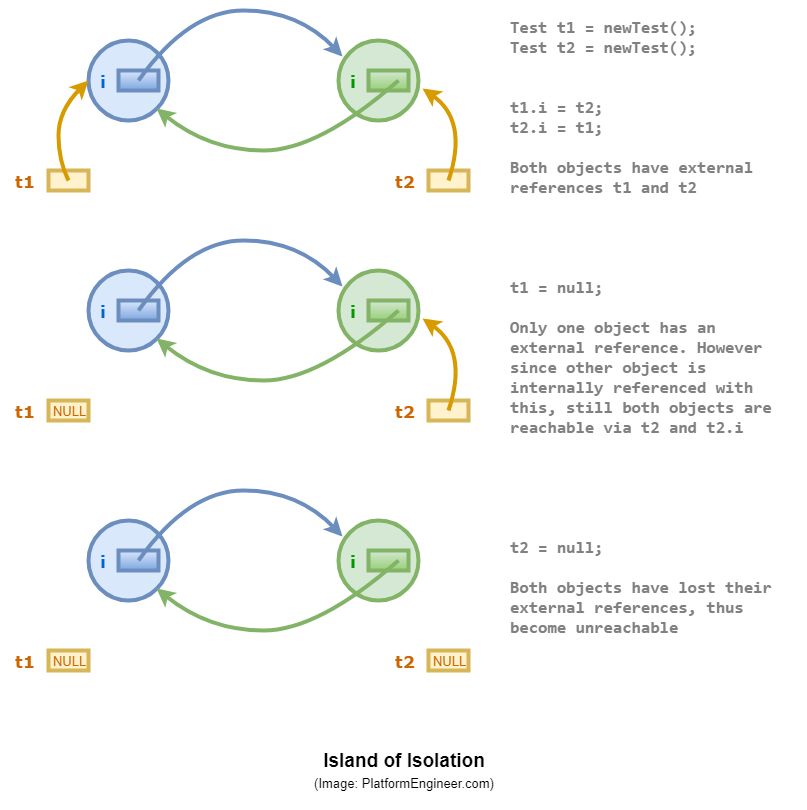 i
i
t1
t2
Test t1 = newTest();
Test t2 = newTest();
t1.i = t2;
t2.i = t1;
Both objects have external
references t1 and t2
i
i
t1 NULL
t2
t1 = null;
Only one object has an
external reference. However
since other object is
internally referenced with
this, still both objects are
reachable via t2 and t2.i
i
i
t1 NULL
t2 NULL
t2 = null;
Both objects have lost their
external references, thus
become unreachable
Island of Isolation
(Image: PlatformEngineer.com)